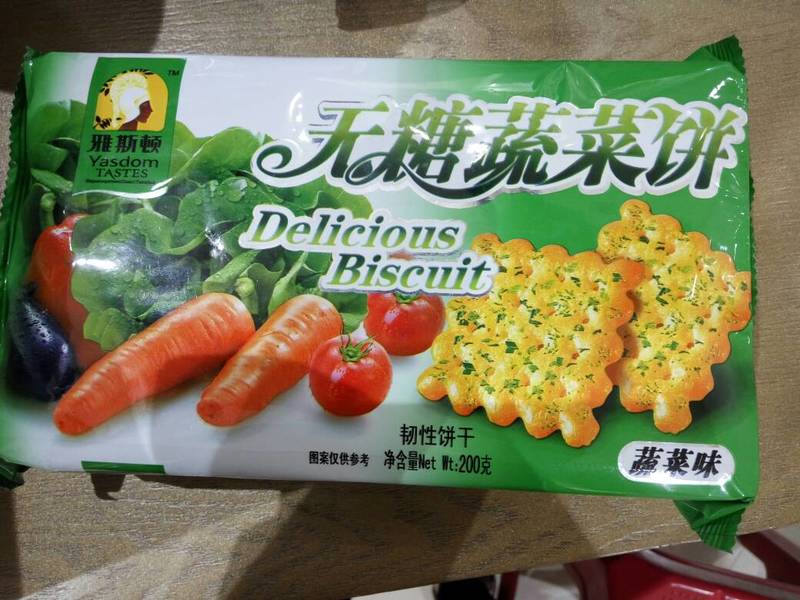 TM
雅斯顿
Yasdom
TASTES
无糖蔬菜饼
Delicious
Biscuit
韧性饼干
图案仅供参考 净含量Net Wt:200克
蔬菜味